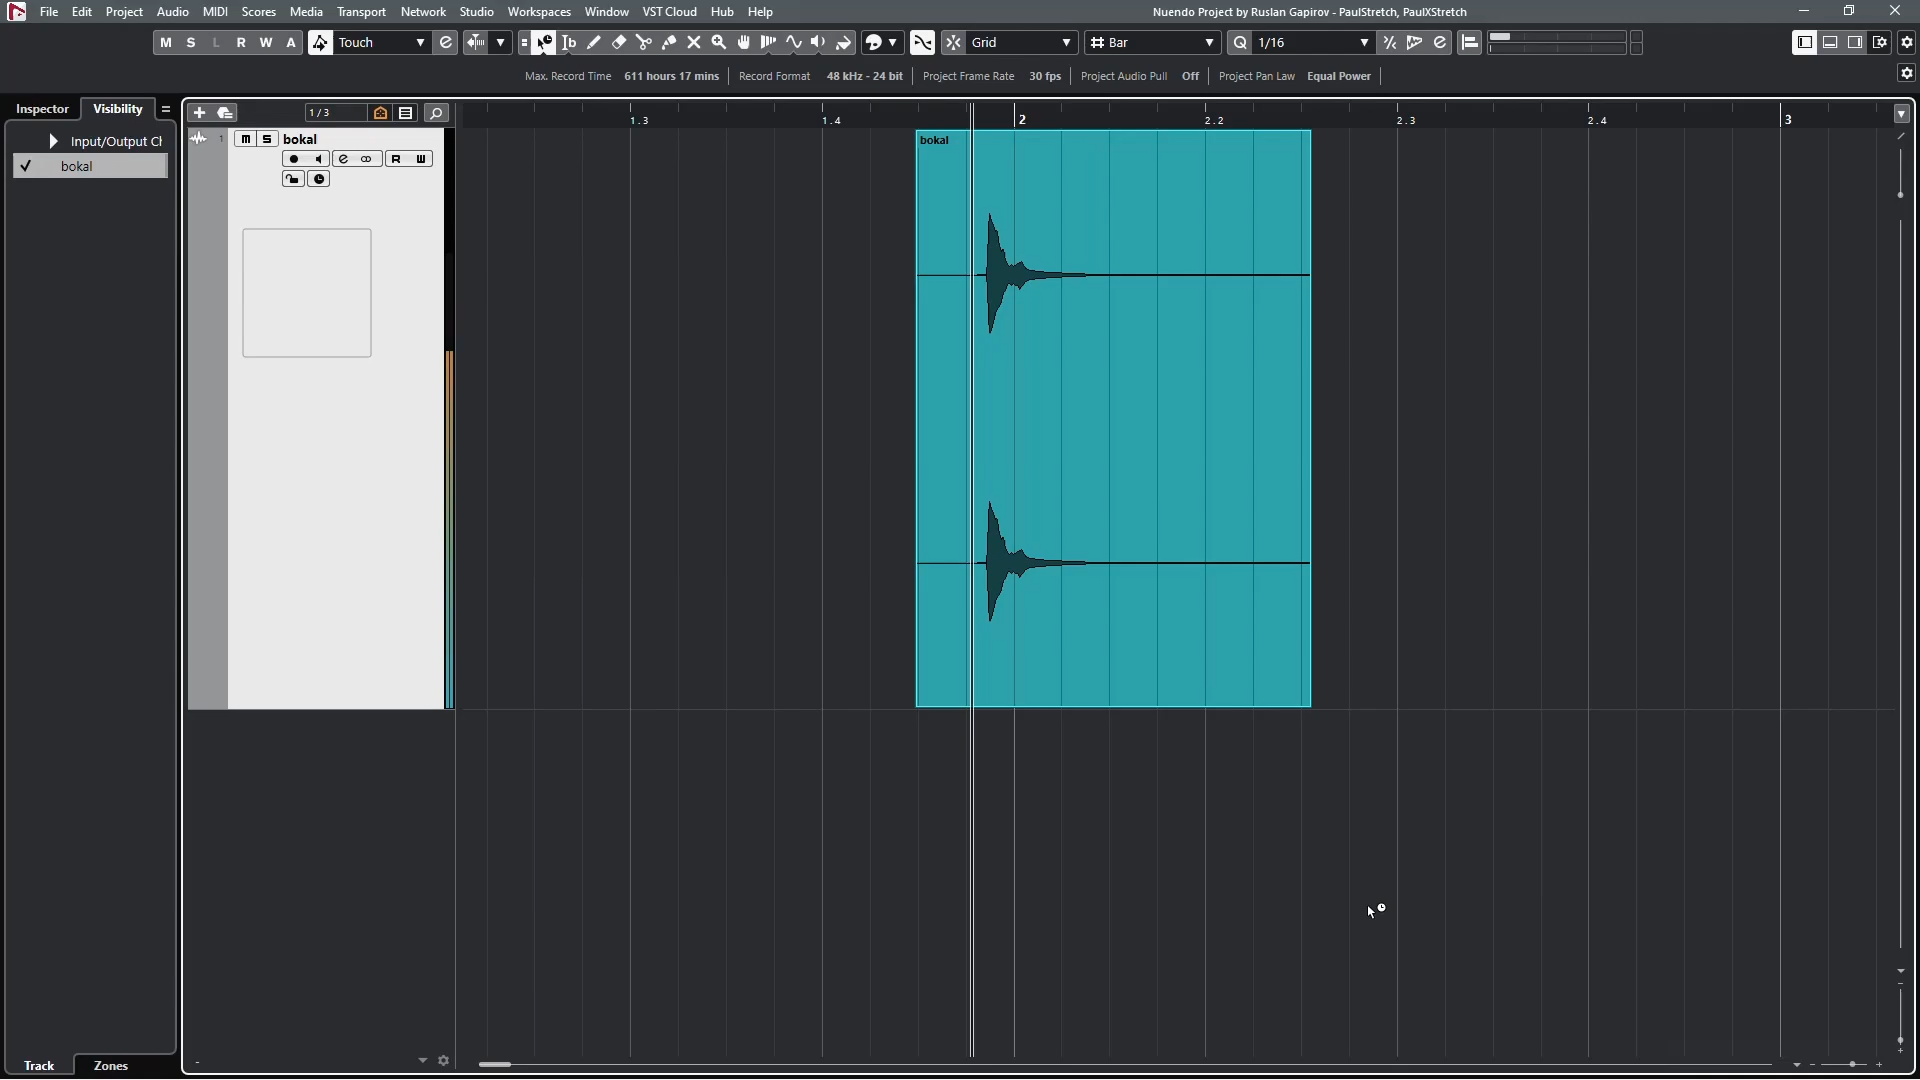 File Edit Project Audio MIDI Scores Media Transport Network Studio Workspaces Window VST Cloud Hub Help Nuendo Project by Ruslan Gapirov - PaulStretch, PaulXStretch
M S L R W A Touch Grid Bar Q 1/16
Max. Record Time 611 hours 17 mins Record Format 48 kHz - 24 bit Project Frame Rate 30 fps Project Audio Pull Off Project Pan Law Equal Power
Inspector Visibility 1/3
1.3 1.4 2 2.2 2.3 2.4 3
Input/Output Ch
1 m S bokal
bokal
R W
bokal
Track Zones